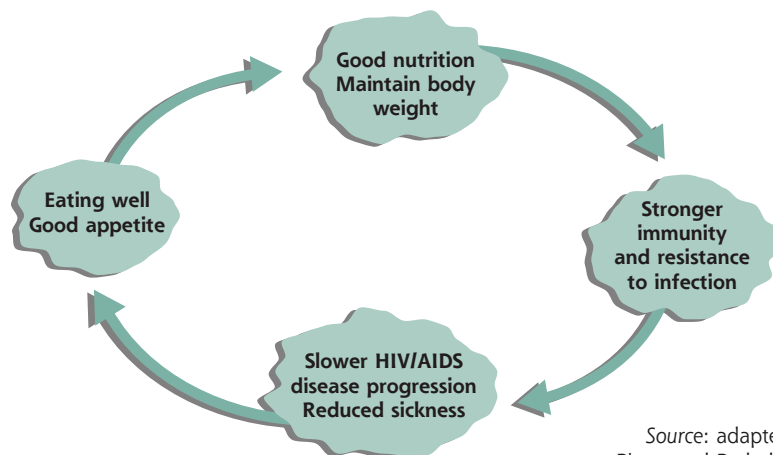 Good nutrition
Maintain body
weight
Eating well
Good appetite
Stronger
immunity
and resistance
to infection
Slower HIV/AIDS
disease progression
Reduced sickness
Source: adapte